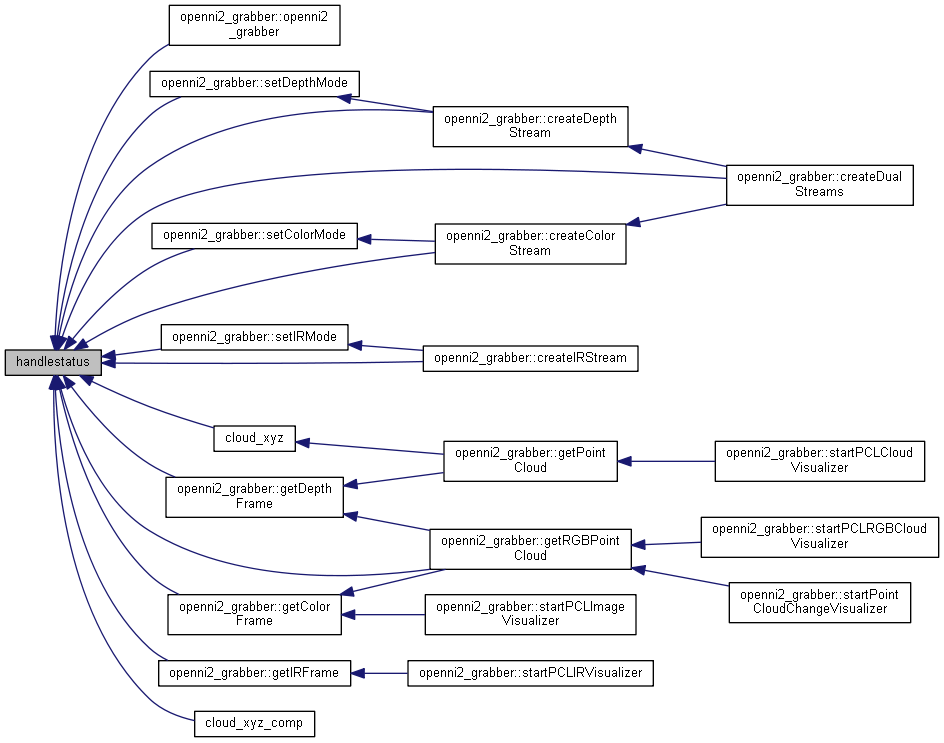 openni2_grabber::openni2
_grabber
openni2_grabber::setDepthMode
openni2_grabber::createDepth
Stream
openni2_grabber::createDual
Streams
openni2_grabber::setColorMode
openni2_grabber::createColor
Stream
openni2_grabber::setIRMode
handlestatus
openni2_grabber::createIRStream
cloud_xyz
openni2_grabber::getPoint
Cloud
openni2_grabber::startPCLCloud
Visualizer
openni2_grabber::getDepth
Frame
openni2_grabber::getRGBPoint
Cloud
openni2_grabber::startPCLRGBCloud
Visualizer
openni2_grabber::startPoint
CloudChangeVisualizer
openni2_grabber::getColor
Frame
openni2_grabber::startPCLImage
Visualizer
openni2_grabber::getIRFrame
openni2_grabber::startPCLIRVisualizer
cloud_xyz_comp